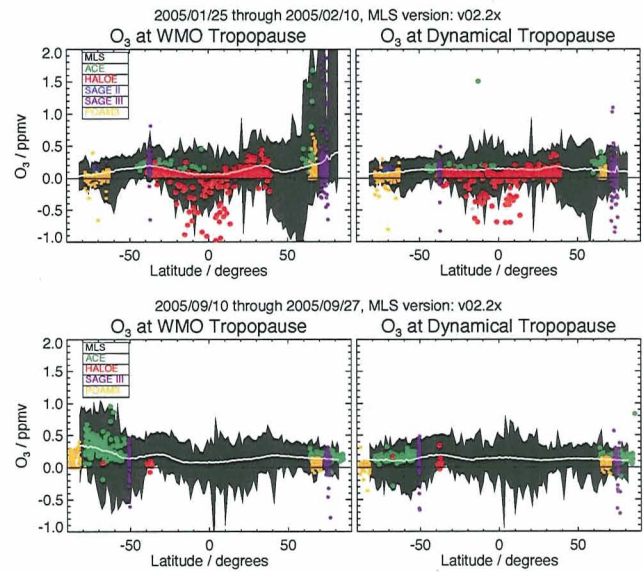 2005/01/25 through 2005/02/10, MLS version: v02.2x
O₃ at WMO Tropopause
O₃ at Dynamical Tropopause
MLS
ACE
HALOE
SAGE II
SAGE III
POAM3
O₃ / ppmv
2.0
1.5
1.0
0.5
0.0
-0.5
-1.0
-50 0 50
-50 0 50
Latitude / degrees
Latitude / degrees
2005/09/10 through 2005/09/27, MLS version: v02.2x
O₃ at WMO Tropopause
O₃ at Dynamical Tropopause
MLS
ACE
HALOE
SAGE III
POAM3
O₃ / ppmv
2.0
1.5
1.0
0.5
0.0
-0.5
-1.0
-50 0 50
-50 0 50
Latitude / degrees
Latitude / degrees